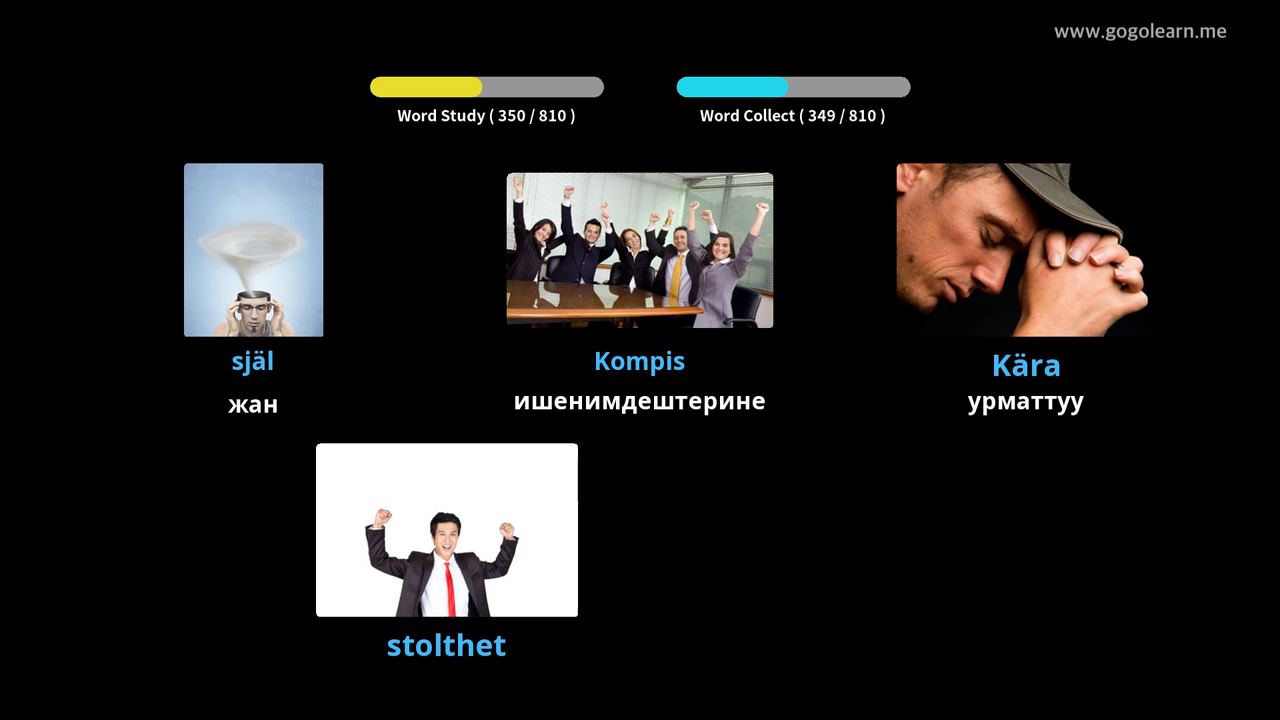 www.gogolearn.me
Word Study ( 350 / 810 )
Word Collect ( 349 / 810 )
själ
Kompis
Kära
жан
ишенимдештерине
урматтуу
stolthet